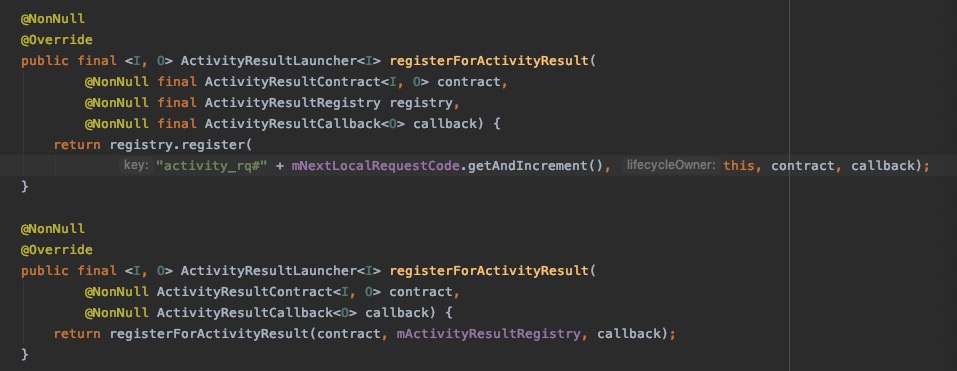 @NonNull
@Override
public final <I, O> ActivityResultLauncher<I> registerForActivityResult(
@NonNull final ActivityResultContract<I, O> contract,
@NonNull final ActivityResultRegistry registry,
@NonNull final ActivityResultCallback<O> callback) {
return registry.register(
key: "activity_rq#" + mNextLocalRequestCode.getAndIncrement(), lifecycleOwner: this, contract, callback);
}
@NonNull
@Override
public final <I, O> ActivityResultLauncher<I> registerForActivityResult(
@NonNull ActivityResultContract<I, O> contract,
@NonNull ActivityResultCallback<O> callback) {
return registerForActivityResult(contract, mActivityResultRegistry, callback);
}